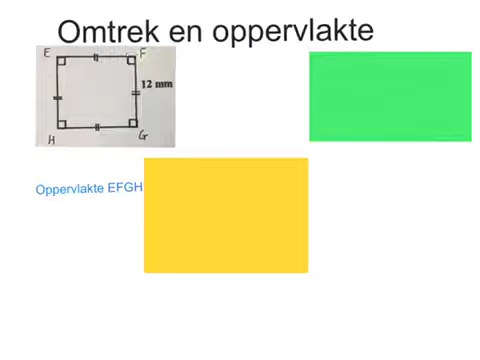 Omtrek en oppervlakte
E F
12 mm
H G
Oppervlakte EFGH